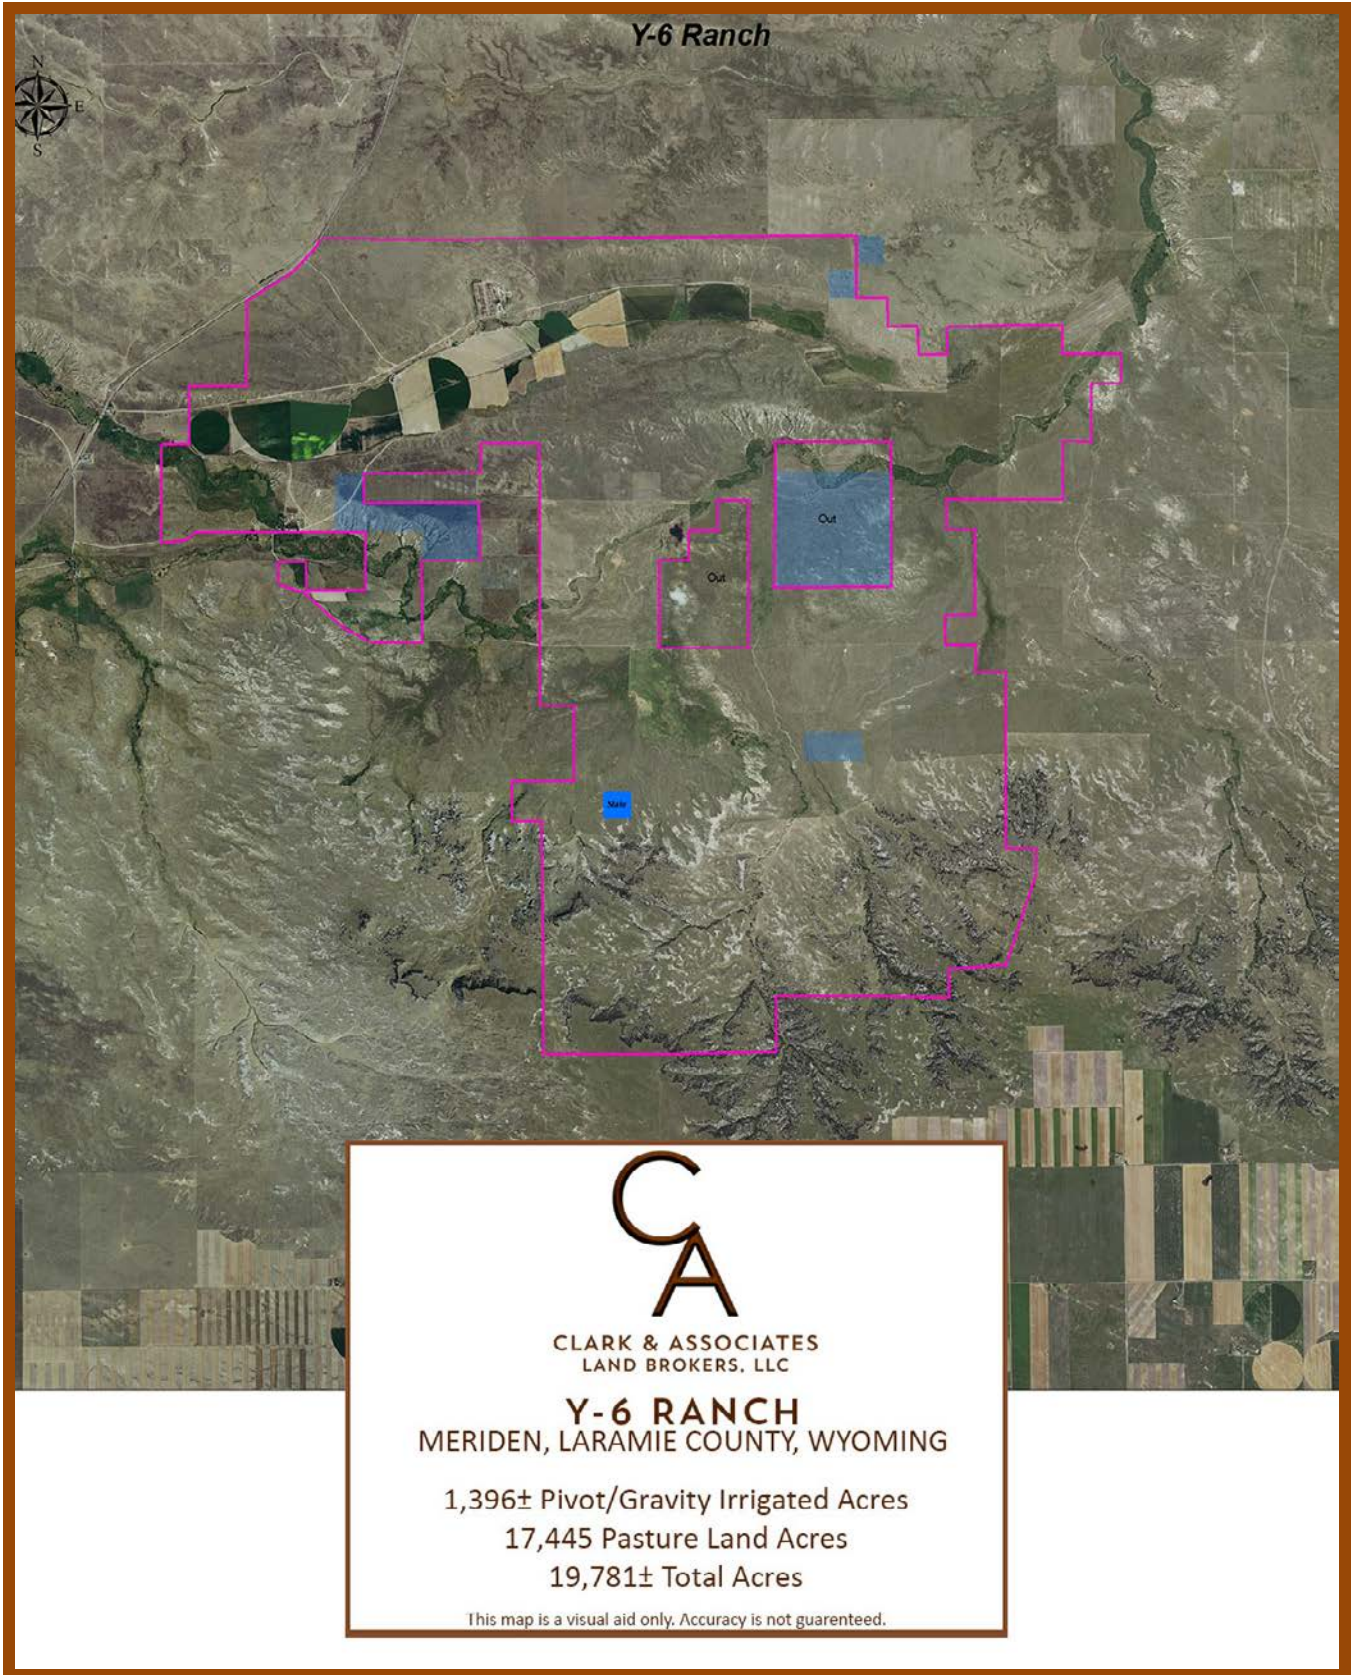 Y-6 Ranch
N
E
S
Out
Out
State
CA
CLARK & ASSOCIATES
LAND BROKERS, LLC
Y-6 RANCH
MERIDEN, LARAMIE COUNTY, WYOMING
1,396± Pivot/Gravity Irrigated Acres
17,445 Pasture Land Acres
19,781± Total Acres
This map is a visual aid only. Accuracy is not guarenteed.